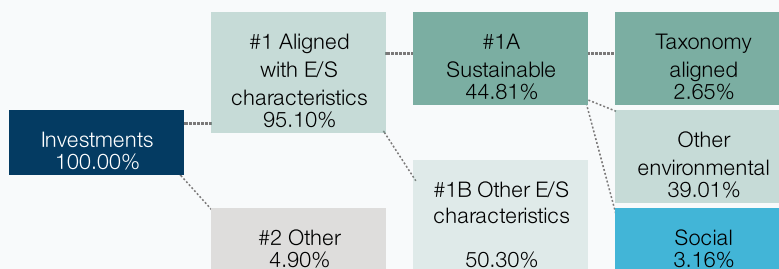 Investments
100.00%
#1 Aligned
with E/S
characteristics
95.10%
#2 Other
4.90%
#1A
Sustainable
44.81%
#1B Other E/S
characteristics
50.30%
Taxonomy
aligned
2.65%
Other
environmental
39.01%
Social
3.16%